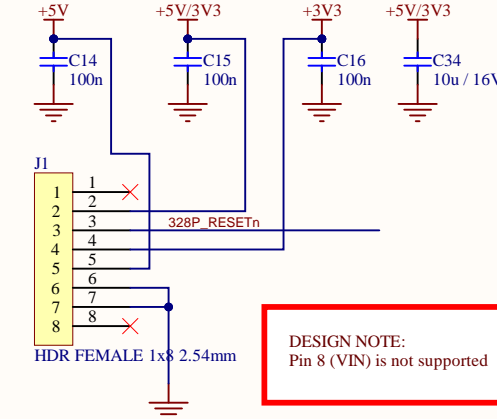 +5V +5V/3V3 +3V3 +5V/3V3
C14 C15 C16 C34
100n 100n 100n 10u / 16V
J1
1 1
2 2
3 3 328P_RESETn
4 4
5 5
6 6
7 7
8 8
HDR FEMALE 1x8 2.54mm
DESIGN NOTE:
Pin 8 (VIN) is not supported